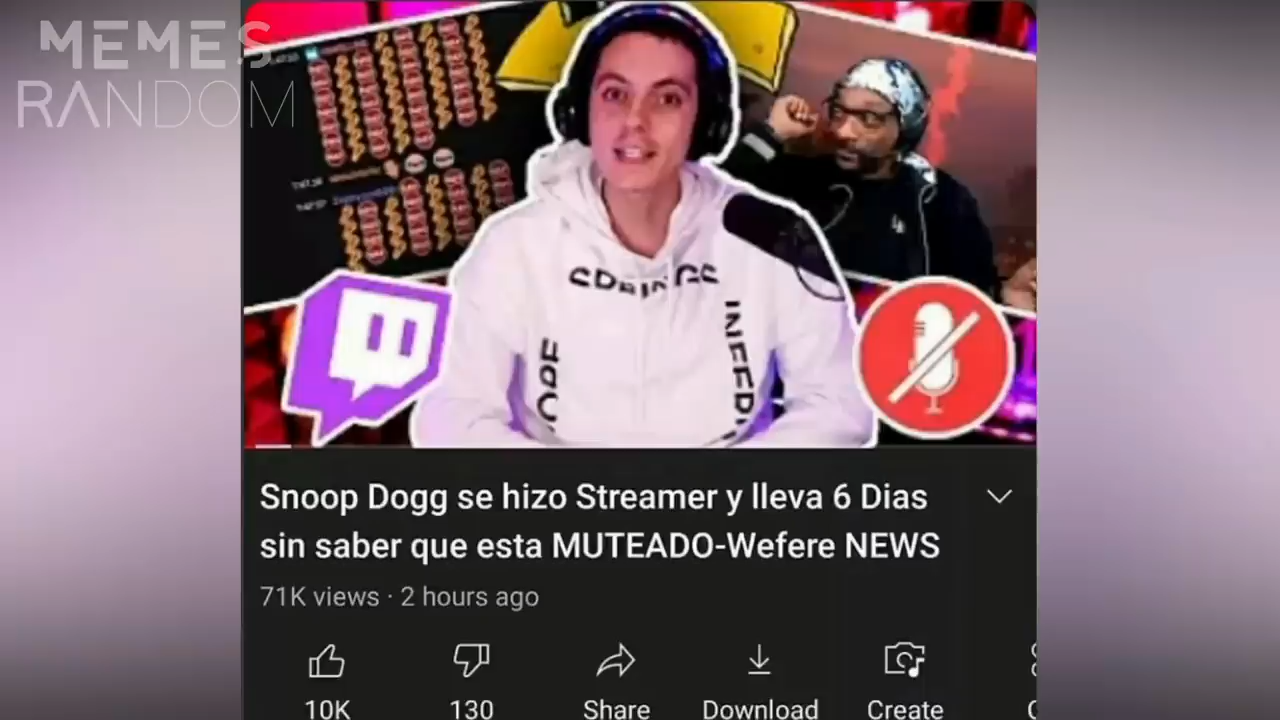 MEMES
RANDOM
Snoop Dogg se hizo Streamer y lleva 6 Dias
sin saber que esta MUTEADO-Wefere NEWS
71K views · 2 hours ago
10K
130
Share
Download
Create